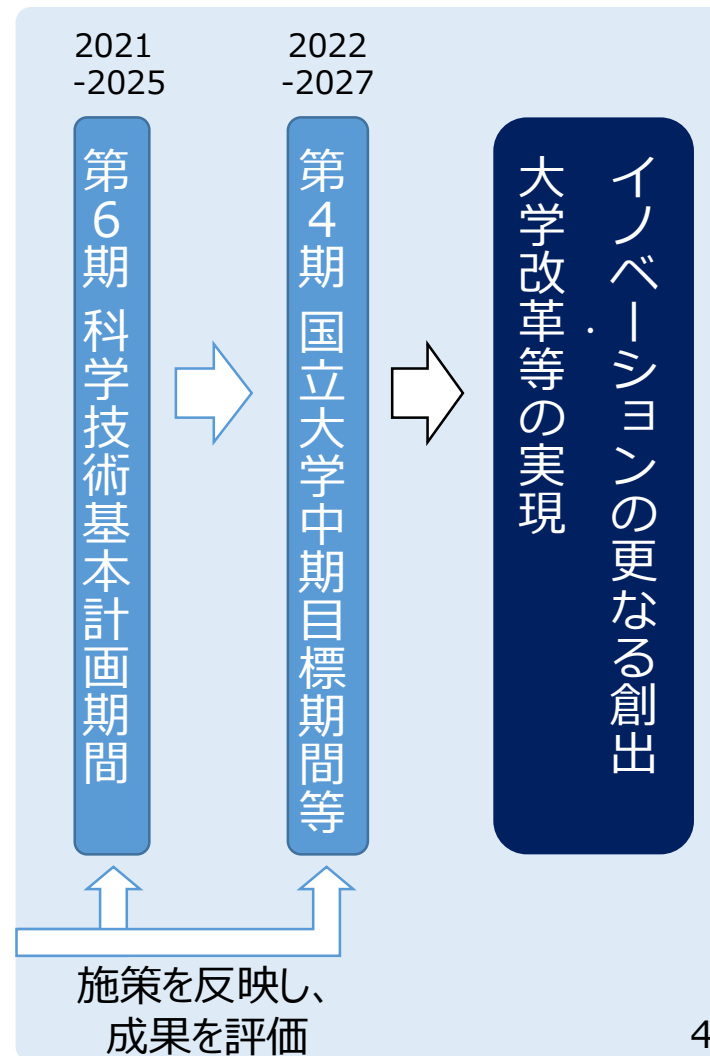 2021
-2025
2022
-2027
第6期 科学技術基本計画期間
第4期 国立大学中期目標期間等
イノベーションの更なる創出・
大学改革等の実現
施策を反映し、
成果を評価
4